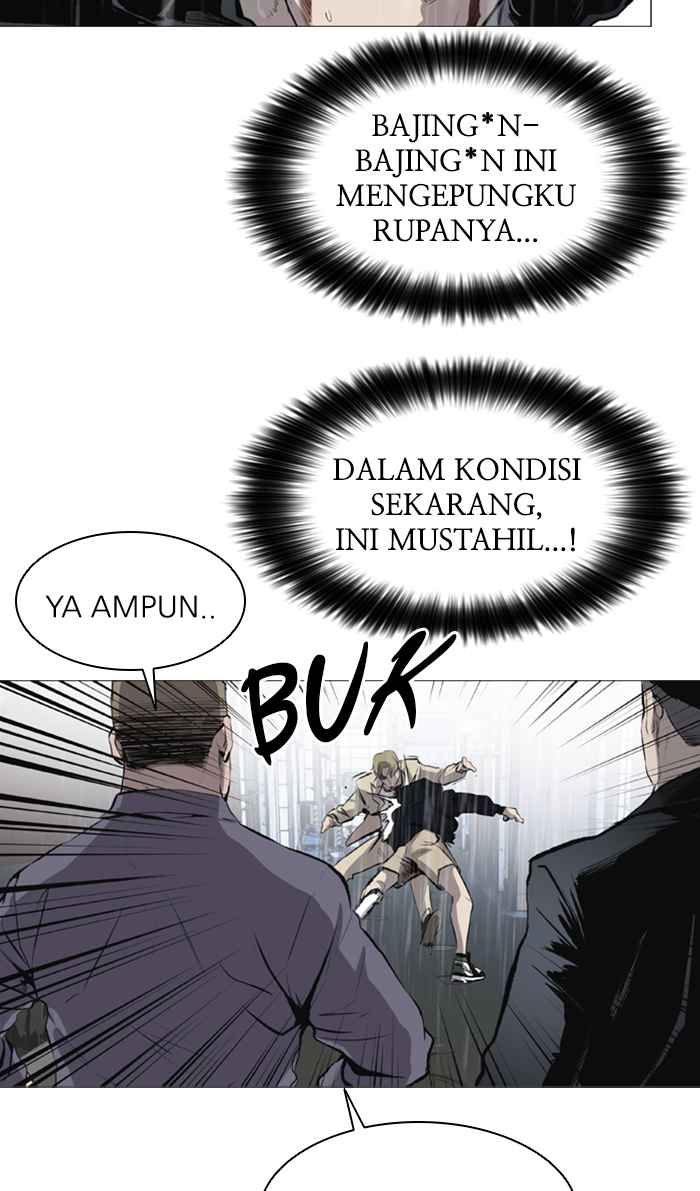 BAJING*N-
BAJING*N INI
MENGEPUNGKU
RUPANYA...
DALAM KONDISI
SEKARANG,
INI MUSTAHIL...!
YA AMPUN..
BUK